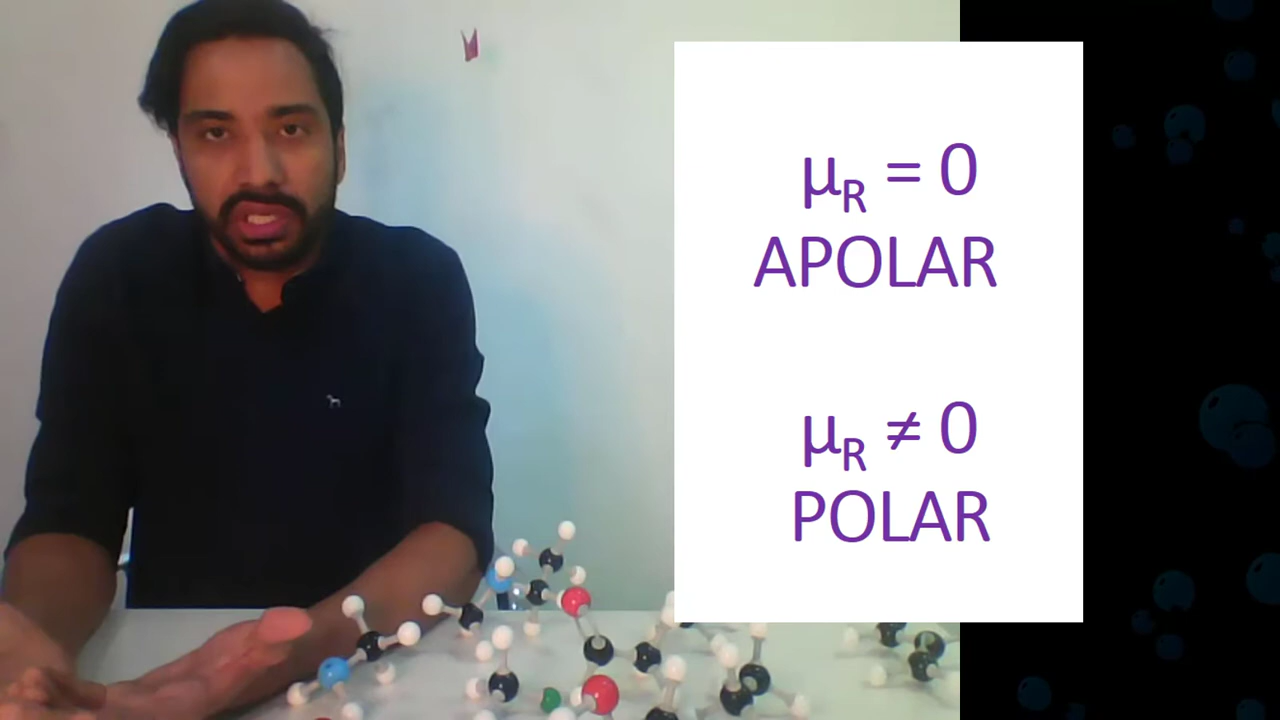 μR = 0
APOLAR
μR ≠ 0
POLAR